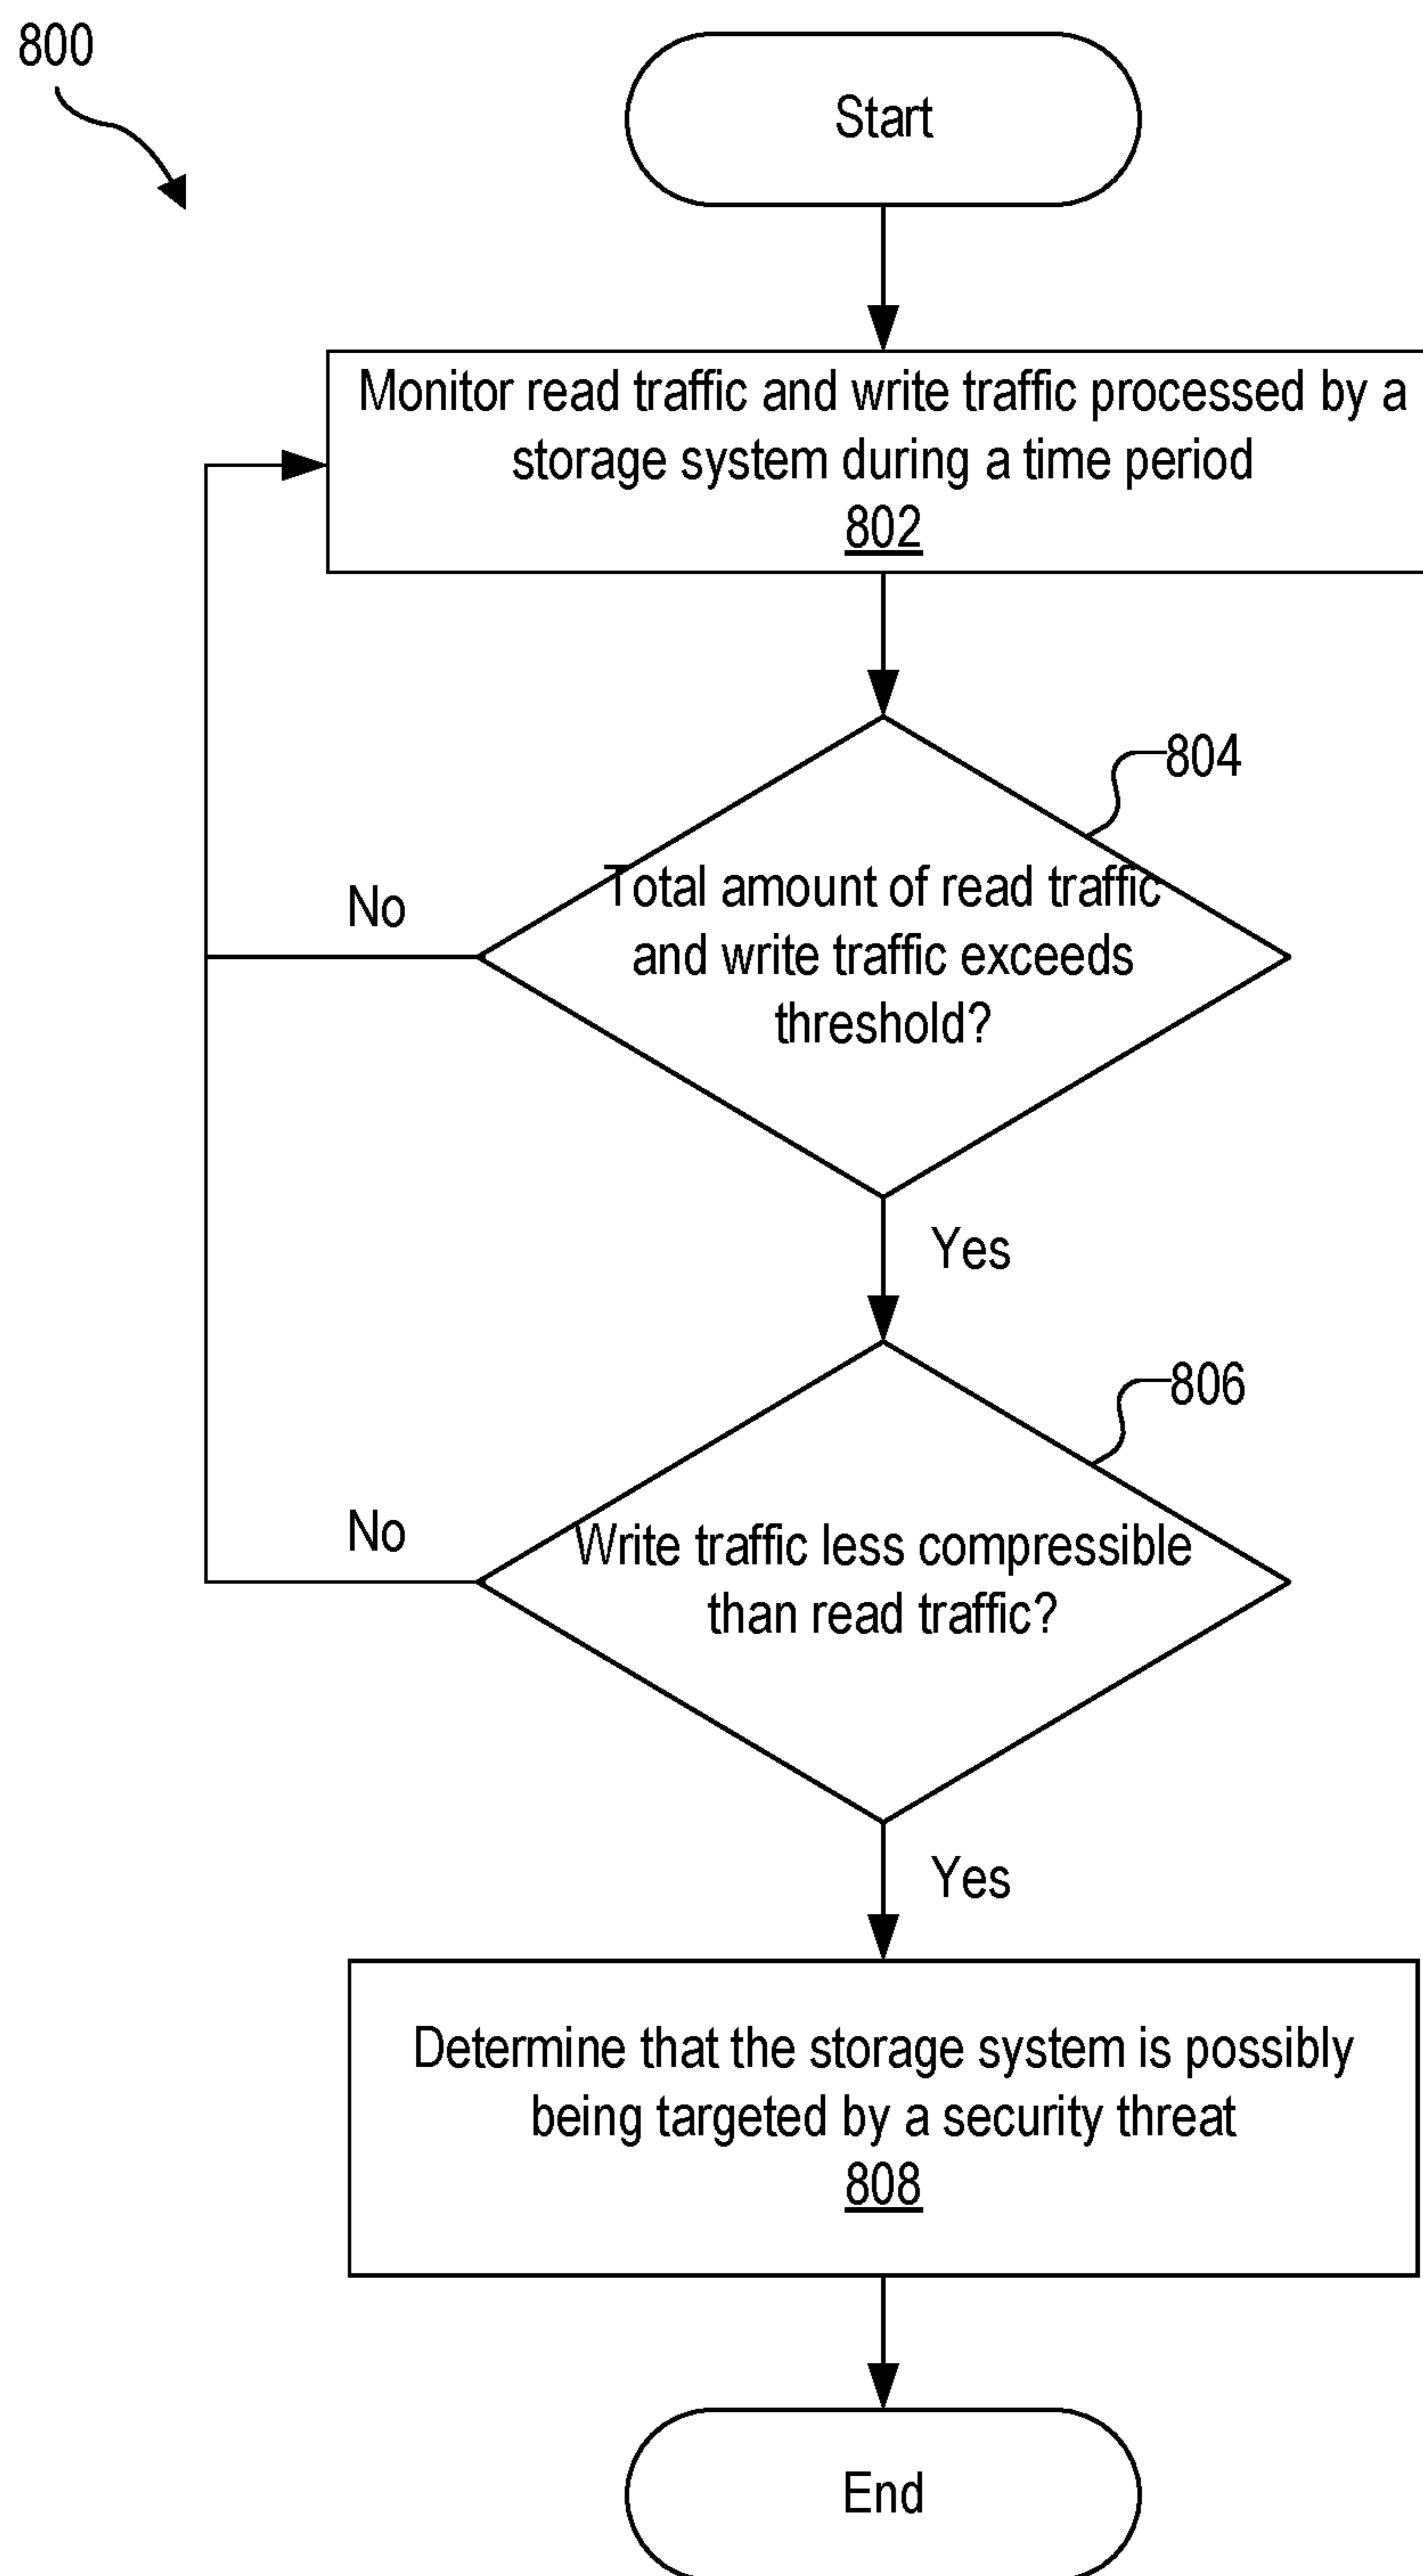 800
Start
Monitor read traffic and write traffic processed by a
storage system during a time period
802
804
Total amount of read traffic
and write traffic exceeds
threshold?
No
Yes
806
Write traffic less compressible
than read traffic?
No
Yes
Determine that the storage system is possibly
being targeted by a security threat
808
End